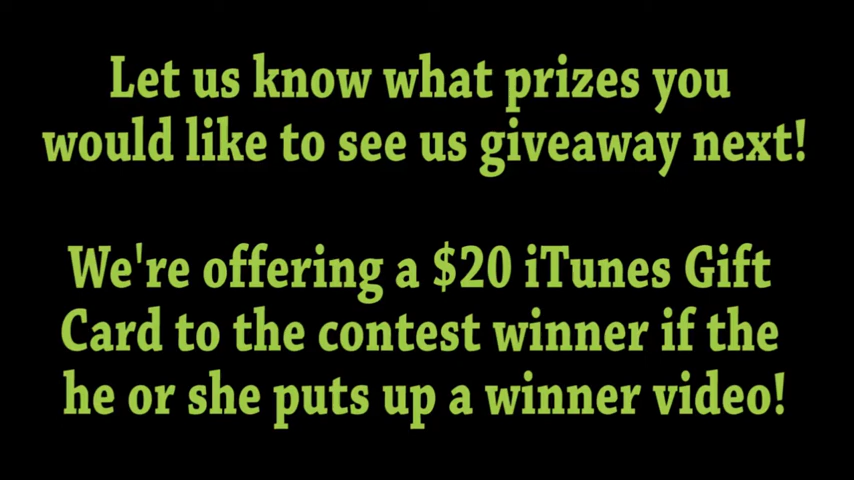 Let us know what prizes you
would like to see us giveaway next!
We're offering a $20 iTunes Gift
Card to the contest winner if the
he or she puts up a winner video!